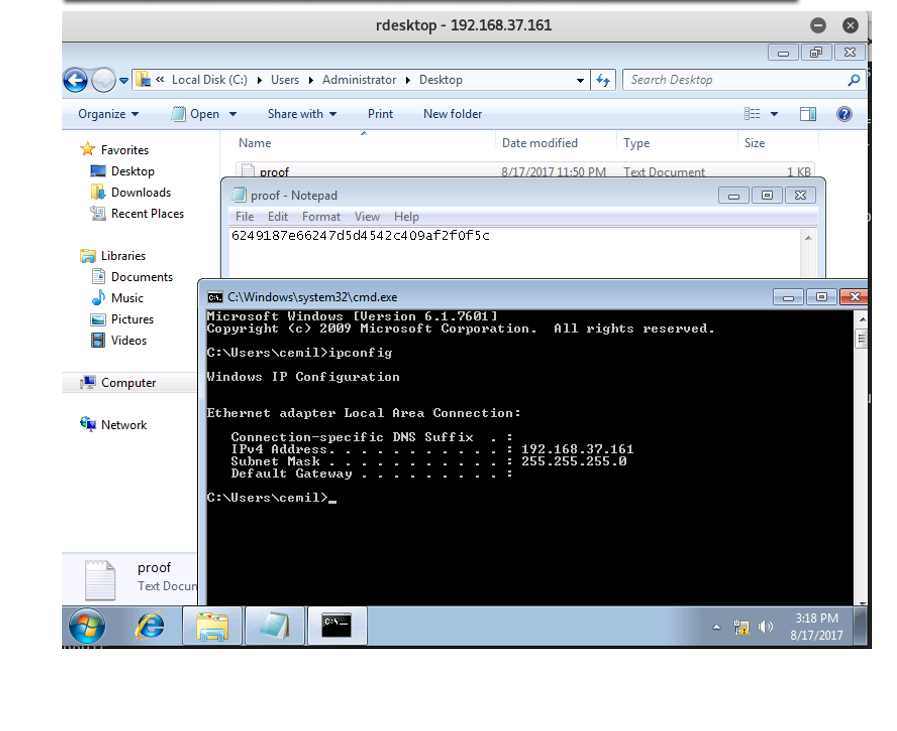 rdesktop - 192.168.37.161
« Local Disk (C:) Users Administrator Desktop
Search Desktop
Organize Open Share with Print New folder
Favorites
Desktop
Downloads
Recent Places
Libraries
Documents
Music
Pictures
Videos
Computer
Network
Name Date modified Type Size
proof 8/17/2017 11:50 PM Text Document 1 KB
proof - Notepad
File Edit Format View Help
6249187e66247d5d4542c409af2f0f5c
C:\Windows\system32\cmd.exe
Microsoft Windows [Version 6.1.7601]
Copyright (c) 2009 Microsoft Corporation. All rights reserved.
C:\Users\cemil>ipconfig
Windows IP Configuration
Ethernet adapter Local Area Connection:
Connection-specific DNS Suffix . :
IPv4 Address. . . . . . . . . . . : 192.168.37.161
Subnet Mask . . . . . . . . . . . : 255.255.255.0
Default Gateway . . . . . . . . . :
C:\Users\cemil>_
proof
Text Docun
3:18 PM
8/17/2017